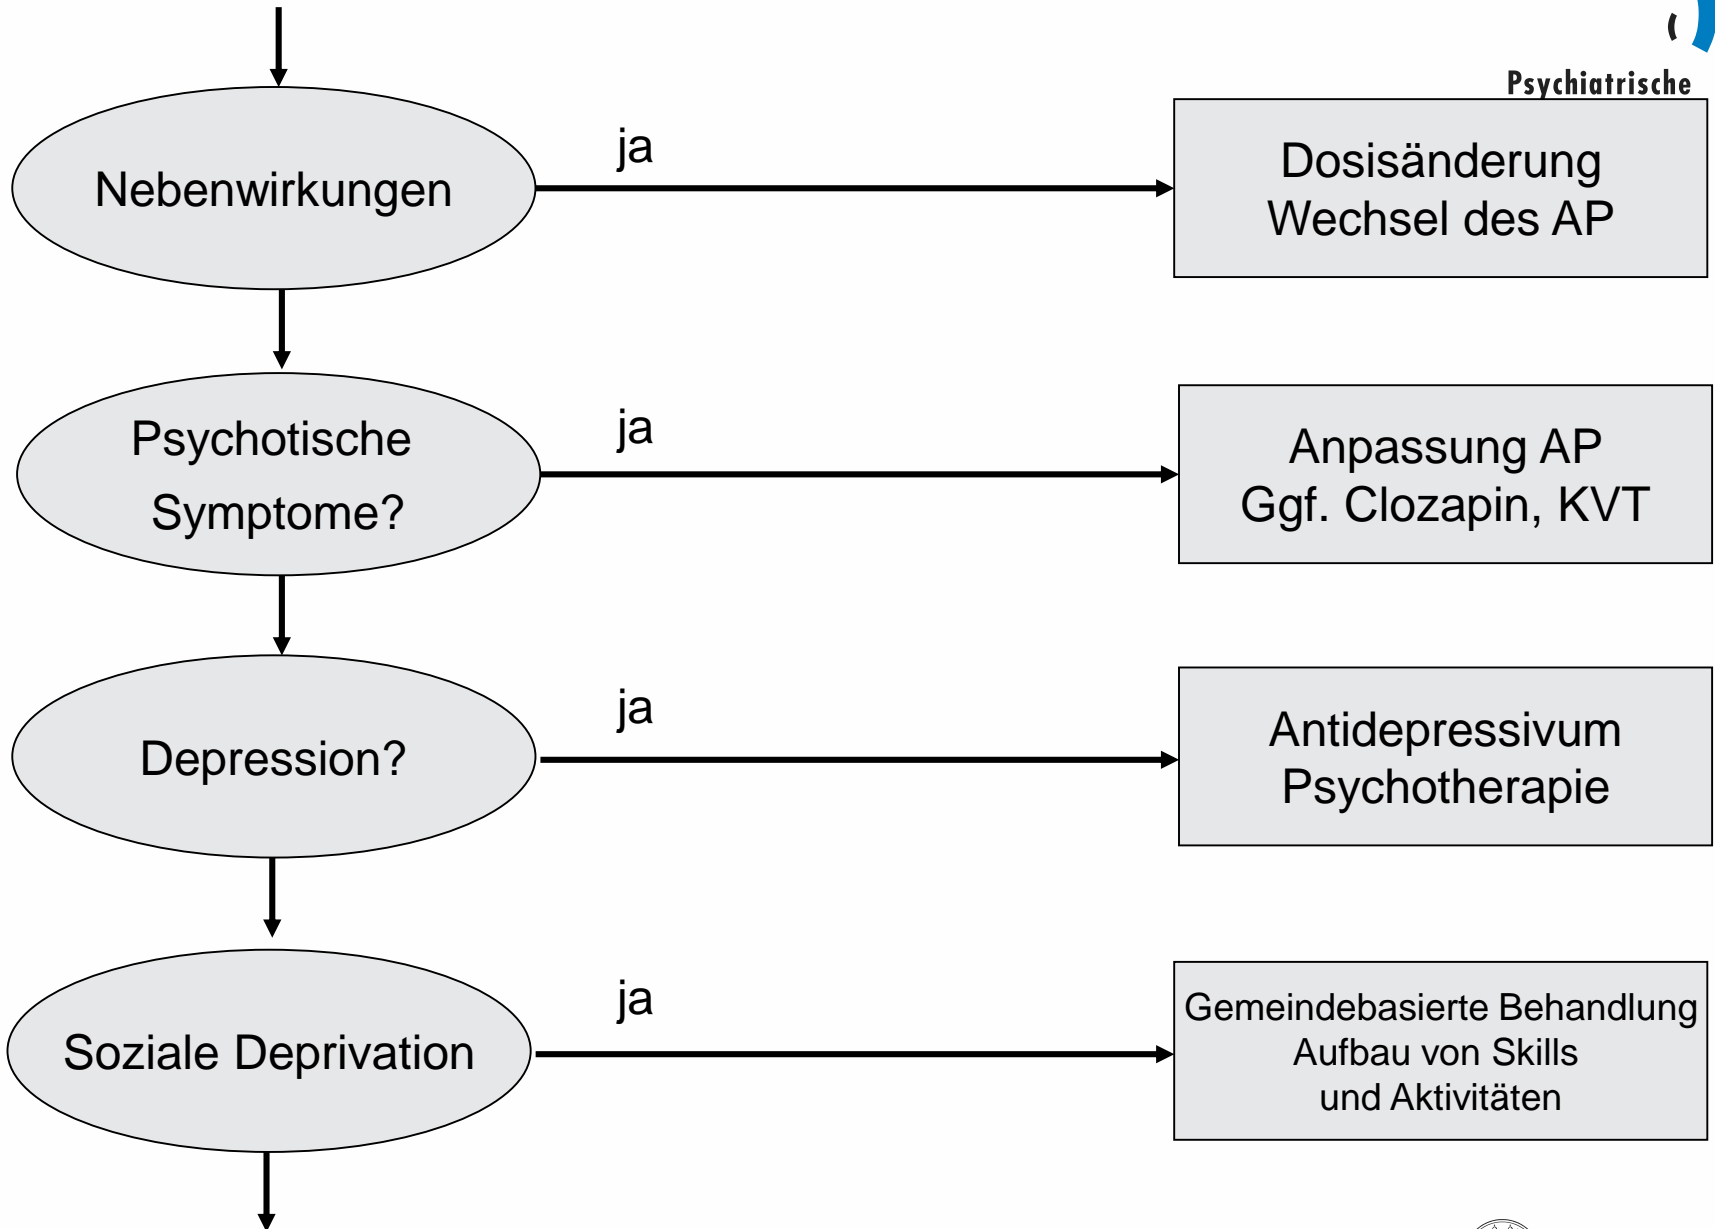 Psychiatrische
Nebenwirkungen
ja
Dosisänderung
Wechsel des AP
Psychotische
Symptome?
ja
Anpassung AP
Ggf. Clozapin, KVT
Depression?
ja
Antidepressivum
Psychotherapie
Soziale Deprivation
ja
Gemeindebasierte Behandlung
Aufbau von Skills
und Aktivitäten